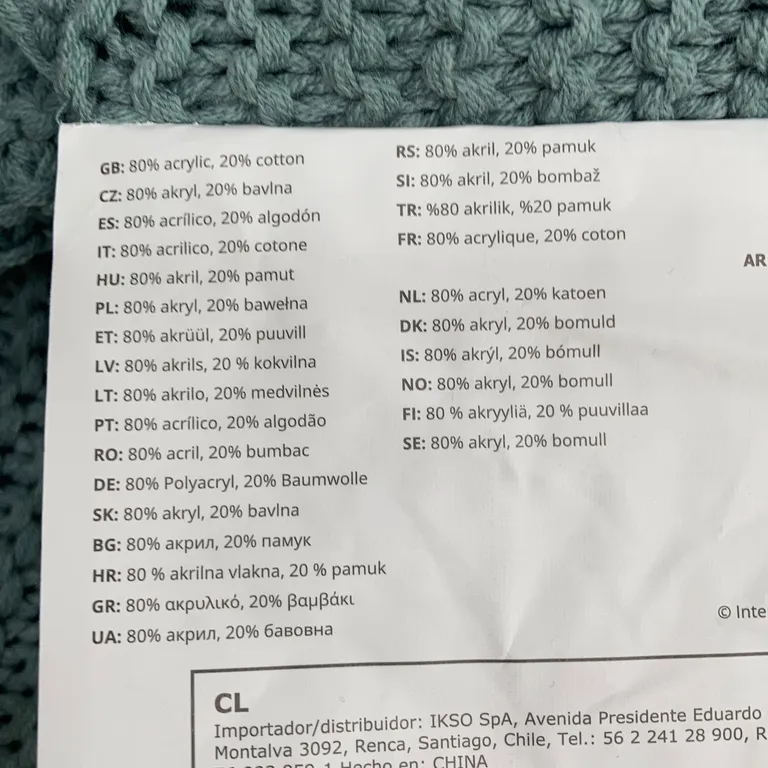 GB: 80% acrylic, 20% cotton
CZ: 80% akryl, 20% bavlna
ES: 80% acrílico, 20% algodón
IT: 80% acrilico, 20% cotone
HU: 80% akril, 20% pamut
PL: 80% akryl, 20% bawełna
ET: 80% akrüül, 20% puuvill
LV: 80% akrils, 20 % kokvilna
LT: 80% akrilo, 20% medvilnės
PT: 80% acrílico, 20% algodão
RO: 80% acril, 20% bumbac
DE: 80% Polyacryl, 20% Baumwolle
SK: 80% akryl, 20% bavlna
BG: 80% акрил, 20% памук
HR: 80 % akrilna vlakna, 20 % pamuk
GR: 80% ακρυλικό, 20% βαμβάκι
UA: 80% акрил, 20% бавовна
RS: 80% akril, 20% pamuk
SI: 80% akril, 20% bombaž
TR: %80 akrilik, %20 pamuk
FR: 80% acrylique, 20% coton
NL: 80% acryl, 20% katoen
DK: 80% akryl, 20% bomuld
IS: 80% akrýl, 20% bómull
NO: 80% akryl, 20% bomull
FI: 80 % akryyliä, 20 % puuvillaa
SE: 80% akryl, 20% bomull
AR
© Inte
CL
Importador/distribuidor: IKSO SpA, Avenida Presidente Eduardo
Montalva 3092, Renca, Santiago, Chile, Tel.: 56 2 241 28 900, R
Hecho en: CHINA